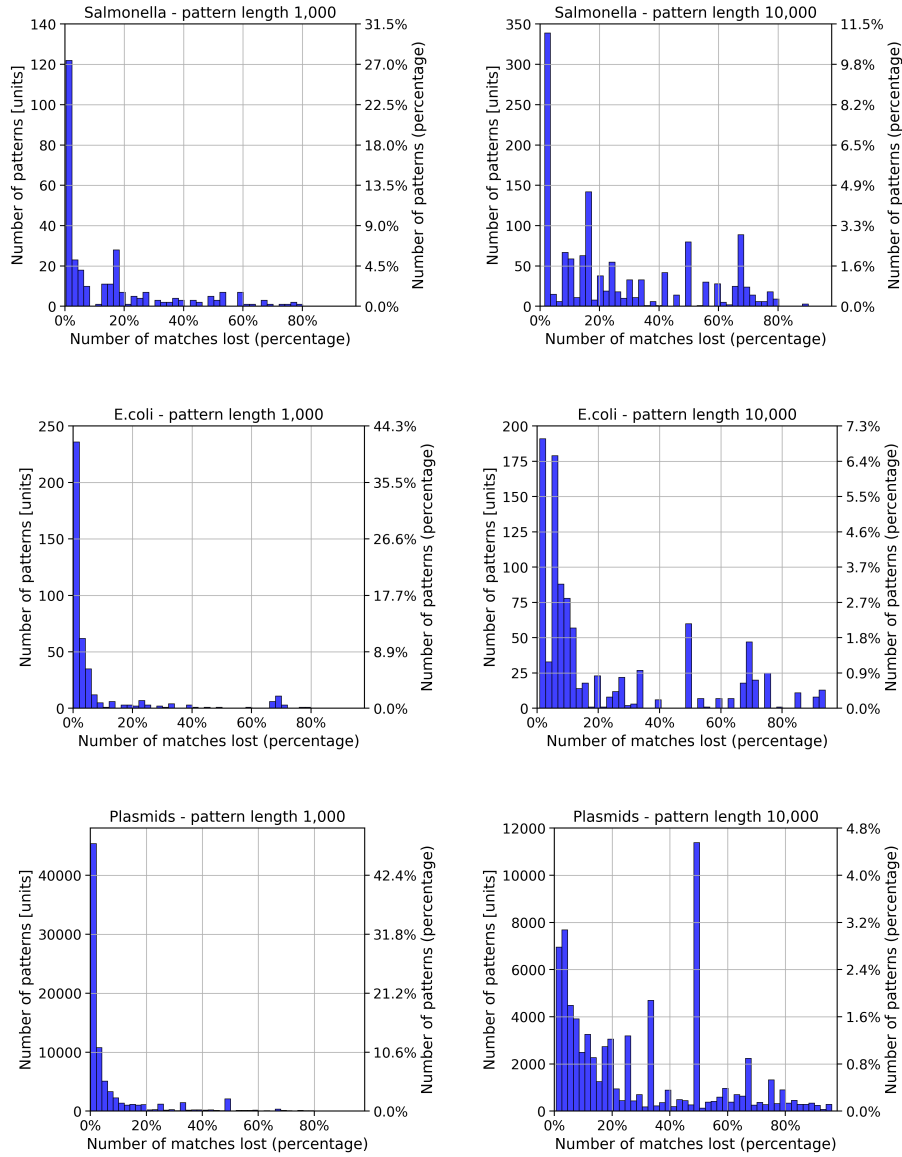 Salmonella - pattern length 1,000
140
120
100
80
60
40
20
0
Number of patterns [units]
31.5%
27.0%
22.5%
18.0%
13.5%
9.0%
4.5%
0.0%
Number of patterns (percentage)
0% 20% 40% 60% 80%
Number of matches lost (percentage)
Salmonella - pattern length 10,000
350
300
250
200
150
100
50
0
Number of patterns [units]
11.5%
9.8%
8.2%
6.5%
4.9%
3.3%
1.6%
0.0%
Number of patterns (percentage)
0% 20% 40% 60% 80%
Number of matches lost (percentage)
E.coli - pattern length 1,000
250
200
150
100
50
0
Number of patterns [units]
44.3%
35.5%
26.6%
17.7%
8.9%
0.0%
Number of patterns (percentage)
0% 20% 40% 60% 80%
Number of matches lost (percentage)
E.coli - pattern length 10,000
200
175
150
125
100
75
50
25
0
Number of patterns [units]
7.3%
6.4%
5.5%
4.6%
3.7%
2.7%
1.8%
0.9%
0.0%
Number of patterns (percentage)
0% 20% 40% 60% 80%
Number of matches lost (percentage)
Plasmids - pattern length 1,000
40000
30000
20000
10000
0
Number of patterns [units]
42.4%
31.8%
21.2%
10.6%
0.0%
Number of patterns (percentage)
0% 20% 40% 60% 80%
Number of matches lost (percentage)
Plasmids - pattern length 10,000
12000
10000
8000
6000
4000
2000
0
Number of patterns [units]
4.8%
4.0%
3.2%
2.4%
1.6%
0.8%
0.0%
Number of patterns (percentage)
0% 20% 40% 60% 80%
Number of matches lost (percentage)